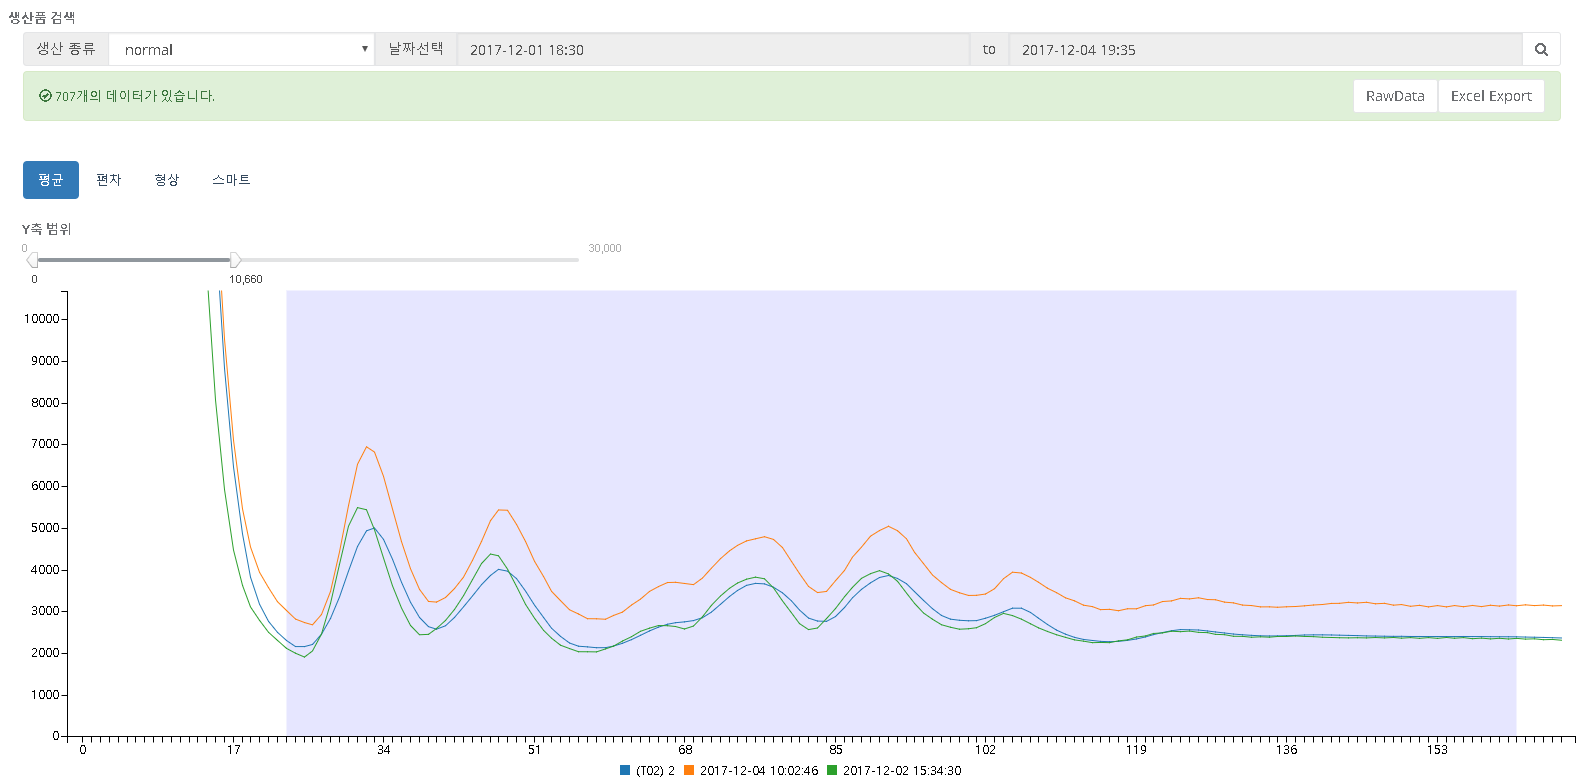 생산품 검색
생산 종류 normal 날짜선택 2017-12-01 18:30 to 2017-12-04 19:35
707개의 데이터가 있습니다. RawData Excel Export
평균 편차 형상 스마트
Y축 범위
0 30,000
0 10,660
10000
9000
8000
7000
6000
5000
4000
3000
2000
1000
0
0 17 34 51 68 85 102 119 136 153
(T02) 2 2017-12-04 10:02:46 2017-12-02 15:34:30